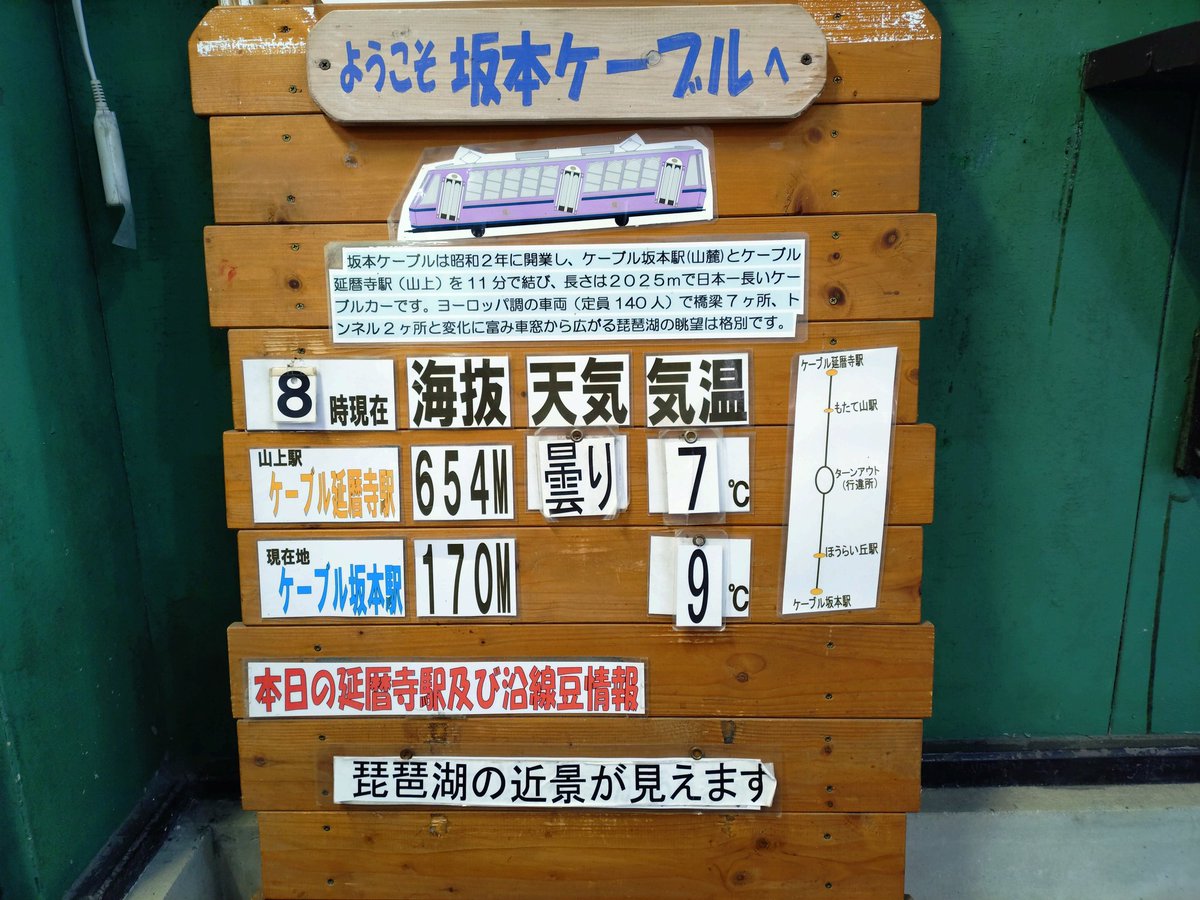 ようこそ坂本ケーブルへ
坂本ケーブルは昭和2年に開業し、ケーブル坂本駅(山麓)とケーブル
延暦寺駅(山上)を11分で結び、長さは2025mで日本一長いケー
ブルカーです。ヨーロッパ調の車両(定員140人)で橋梁7ヶ所、ト
ンネル2ヶ所と変化に富み車窓から広がる琵琶湖の眺望は格別です。
8時現在 海抜 天気 気温
山上駅
ケーブル延暦寺駅 654M 曇り 7℃
現在地
ケーブル坂本駅 170M 9℃
ケーブル延暦寺駅
もたて山駅
ターンアウト
(行違所)
ほうらい丘駅
ケーブル坂本駅
本日の延暦寺駅及び沿線豆情報
琵琶湖の近景が見えます